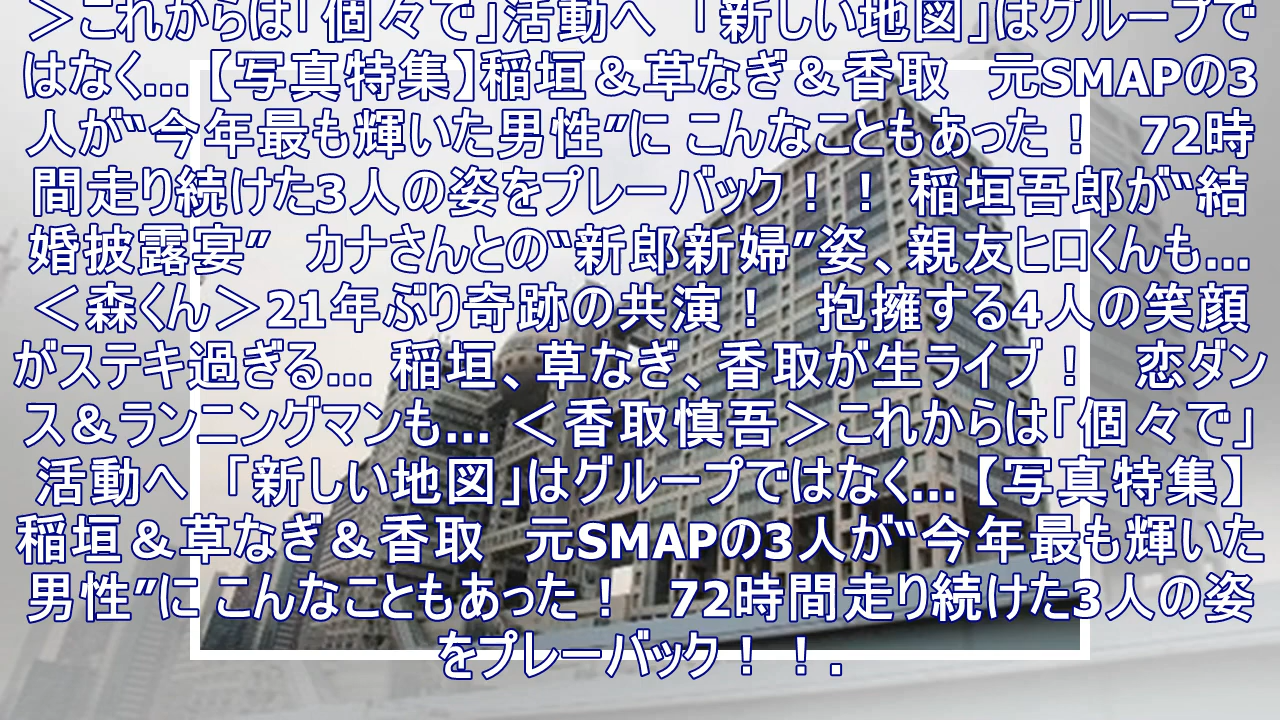 ＞これからは「個々で」活動へ　「新しい地図」はグループで
はなく... 【写真特集】稲垣＆草なぎ＆香取　元SMAPの3
人が“今年最も輝いた男性”に こんなこともあった！　72時
間走り続けた3人の姿をプレーバック！！ 稲垣吾郎が“結
婚披露宴”　カナさんとの“新郎新婦”姿、親友ヒロくんも...
＜森くん＞21年ぶり奇跡の共演！　抱擁する4人の笑顔
がステキ過ぎる... 稲垣、草なぎ、香取が生ライブ！　恋ダン
ス＆ランニングマンも... ＜香取慎吾＞これからは「個々で」
活動へ　「新しい地図」はグループではなく... 【写真特集】
稲垣＆草なぎ＆香取　元SMAPの3人が“今年最も輝いた
男性”に こんなこともあった！　72時間走り続けた3人の姿
をプレーバック！！.